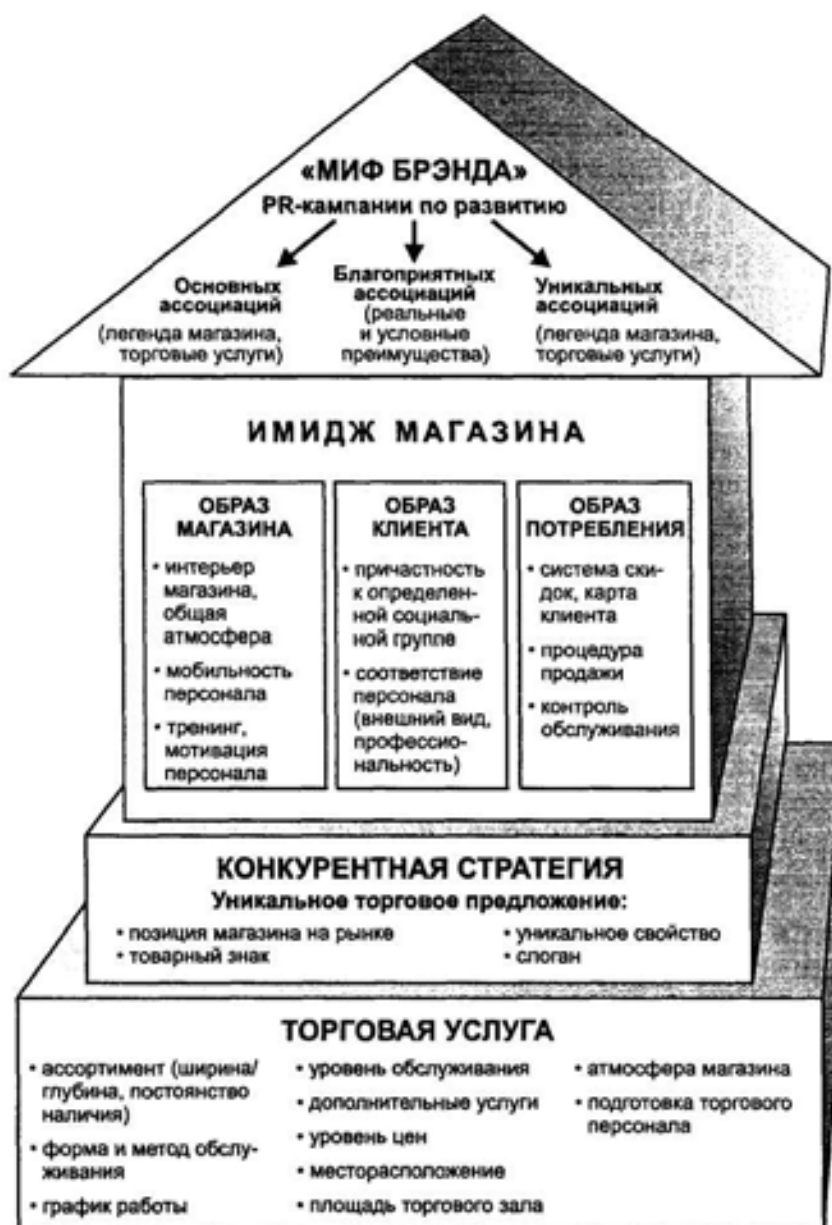 «МИФ БРЭНДА»
PR-кампании по развитию
Основных
ассоциаций
(легенда магазина,
торговые услуги)
Благоприятных
ассоциаций
(реальные
и условные
преимущества)
Уникальных
ассоциаций
(легенда магазина,
торговые услуги)
ИМИДЖ МАГАЗИНА
ОБРАЗ
МАГАЗИНА
• интерьер
магазина,
общая
атмосфера
• мобильность
персонала
• тренинг,
мотивация
персонала
ОБРАЗ
КЛИЕНТА
• причастность
к определен-
ной социаль-
ной группе
• соответствие
персонала
(внешний вид,
профессио-
нальность)
ОБРАЗ
ПОТРЕБЛЕНИЯ
• система ски-
док, карта
клиента
• процедура
продажи
• контроль
обслуживания
КОНКУРЕНТНАЯ СТРАТЕГИЯ
Уникальное торговое предложение:
• позиция магазина на рынке
• товарный знак
• уникальное свойство
• слоган
ТОРГОВАЯ УСЛУГА
• ассортимент (ширина/
глубина, постоянство
наличия)
• форма и метод обслу-
живания
• график работы
• уровень обслуживания
• дополнительные услуги
• уровень цен
• месторасположение
• площадь торгового зала
• атмосфера магазина
• подготовка торгового
персонала